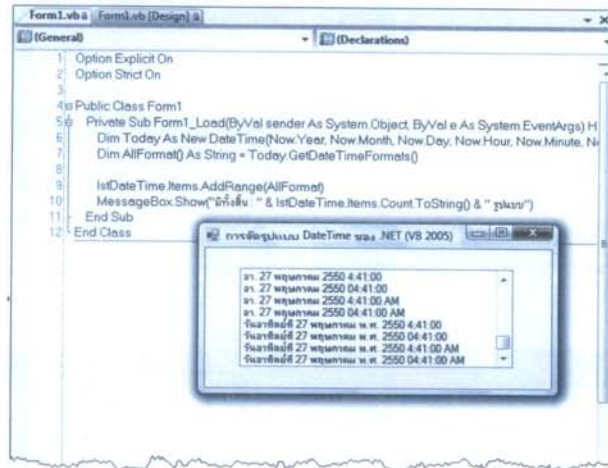 Form1.vb Form1.vb [Design]
(General) (Declarations)
1 Option Explicit On
2 Option Strict On
3
4 Public Class Form1
5 Private Sub Form1_Load(ByVal sender As System.Object, ByVal e As System.EventArgs) H
6 Dim Today As New DateTime(Now.Year, Now.Month, Now.Day, Now.Hour, Now.Minute, N
7 Dim AllFormat() As String = Today.GetDateTimeFormats()
8
9 lstDateTime.Items.AddRange(AllFormat)
10 MessageBox.Show("มีทั้งสิ้น : " & lstDateTime.Items.Count.ToString() & " รูปแบบ")
11 End Sub
12 End Class
การจัดรูปแบบ DateTime ของ .NET (VB 2005)
อา. 27 พฤษภาคม 2550 4:41:00
อา. 27 พฤษภาคม 2550 04:41:00
อา. 27 พฤษภาคม 2550 4:41:00 AM
อา. 27 พฤษภาคม 2550 04:41:00 AM
วันอาทิตย์ที่ 27 พฤษภาคม พ.ศ. 2550 4:41:00
วันอาทิตย์ที่ 27 พฤษภาคม พ.ศ. 2550 04:41:00
วันอาทิตย์ที่ 27 พฤษภาคม พ.ศ. 2550 4:41:00 AM
วันอาทิตย์ที่ 27 พฤษภาคม พ.ศ. 2550 04:41:00 AM